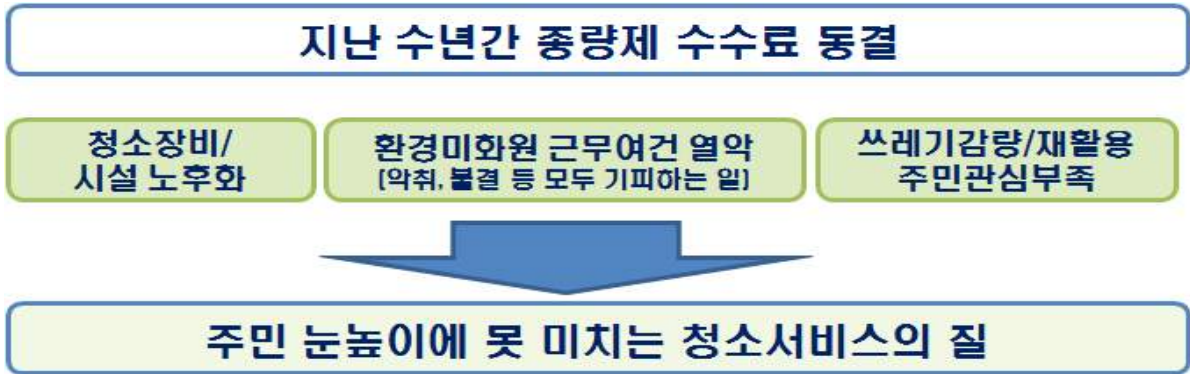 지난 수년간 종량제 수수료 동결
청소장비/
시설 노후화
환경미화원 근무여건 열악
(악취, 불결 등 모두 기피하는 일)
쓰레기감량/재활용
주민관심부족
주민 눈높이에 못 미치는 청소서비스의 질